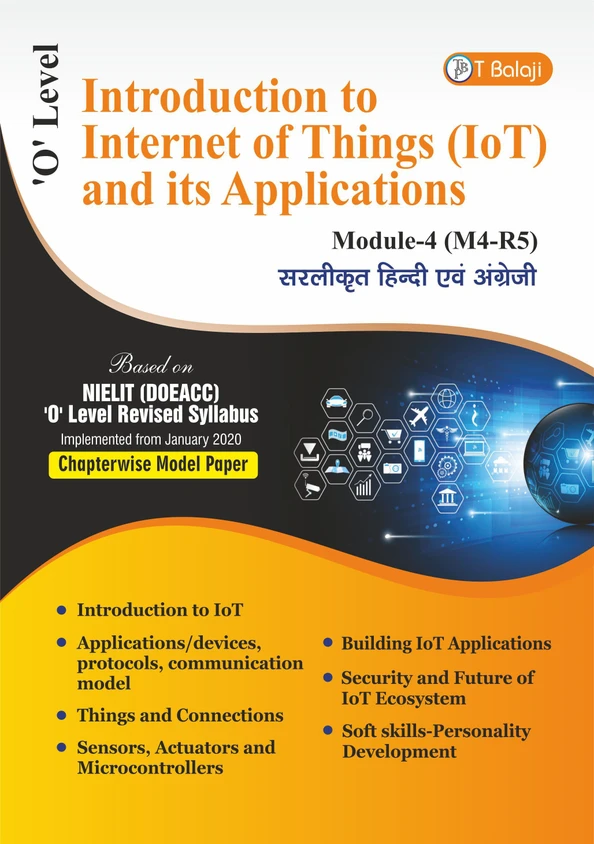 'O' Level
TBP T Balaji
Introduction to
Internet of Things (IoT)
and its Applications
Module-4 (M4-R5)
सरलीकृत हिन्दी एवं अंग्रेजी
Based on
NIELIT (DOEACC)
'O' Level Revised Syllabus
Implemented from January 2020
Chapterwise Model Paper
• Introduction to IoT
• Applications/devices,
protocols, communication
model
• Things and Connections
• Sensors, Actuators and
Microcontrollers
• Building IoT Applications
• Security and Future of
IoT Ecosystem
• Soft skills-Personality
Development